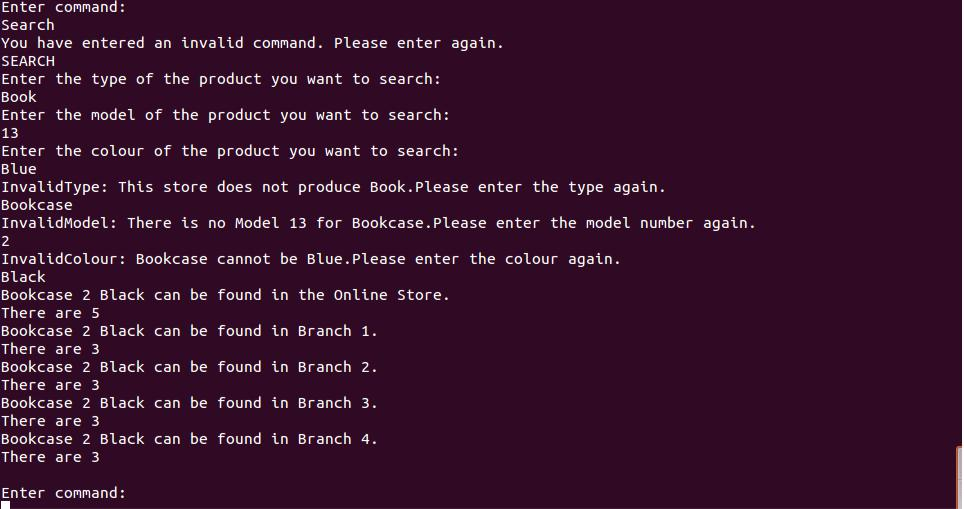 Enter command:
Search
You have entered an invalid command. Please enter again.
SEARCH
Enter the type of the product you want to search:
Book
Enter the model of the product you want to search:
13
Enter the colour of the product you want to search:
Blue
InvalidType: This store does not produce Book.Please enter the type again.
Bookcase
InvalidModel: There is no Model 13 for Bookcase.Please enter the model number again.
2
InvalidColour: Bookcase cannot be Blue.Please enter the colour again.
Black
Bookcase 2 Black can be found in the Online Store.
There are 5
Bookcase 2 Black can be found in Branch 1.
There are 3
Bookcase 2 Black can be found in Branch 2.
There are 3
Bookcase 2 Black can be found in Branch 3.
There are 3
Bookcase 2 Black can be found in Branch 4.
There are 3
Enter command: